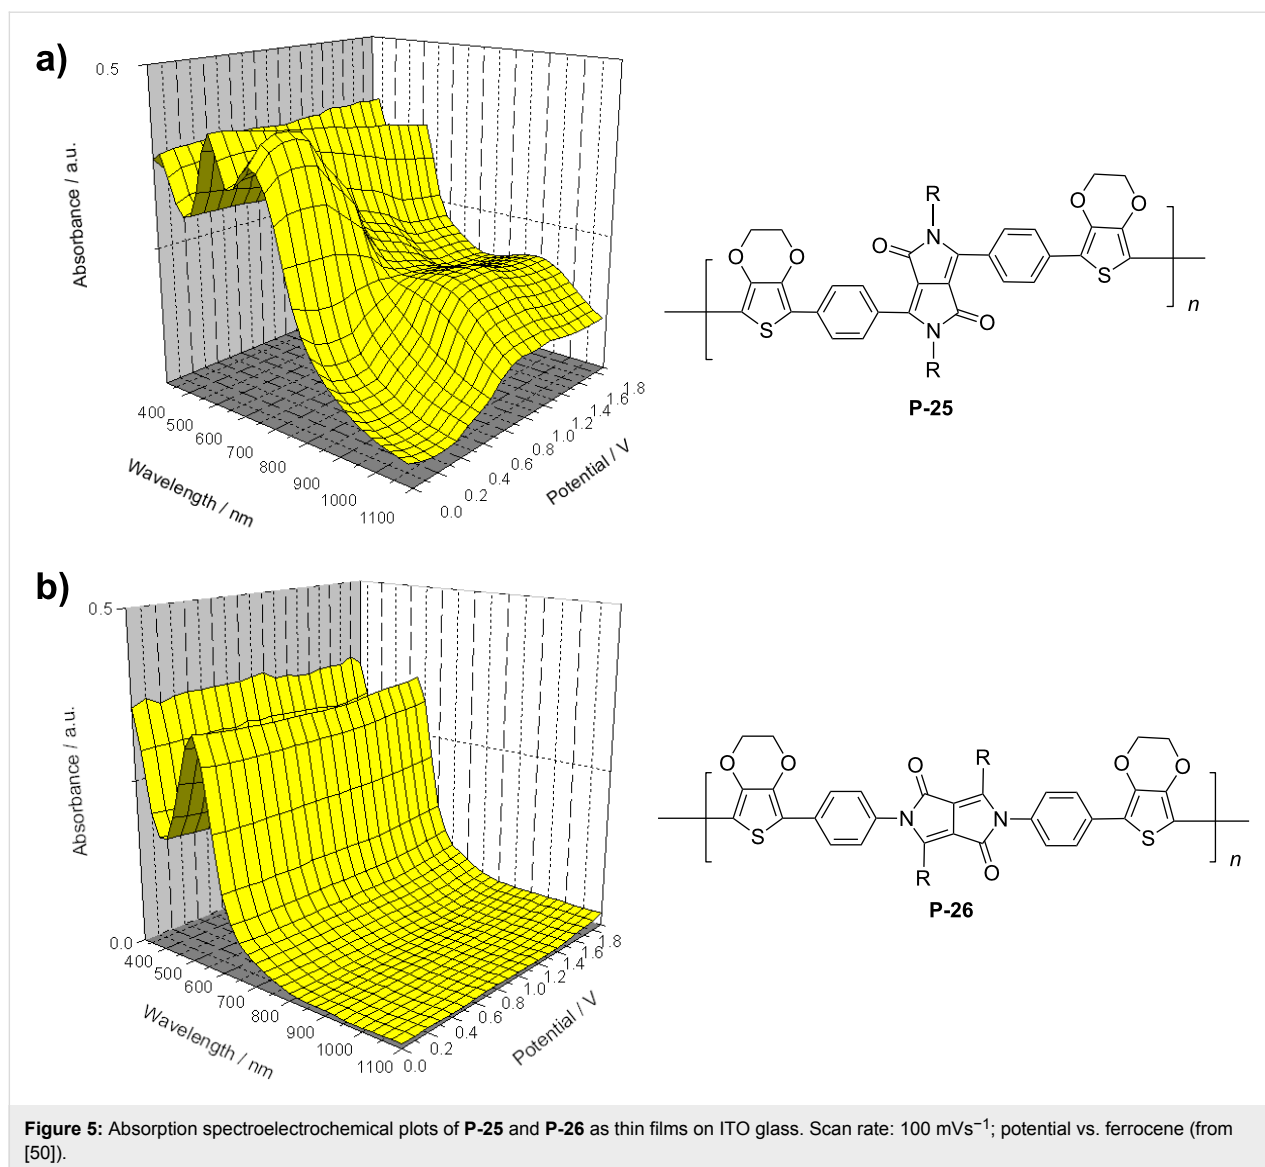 a)
0.5
Absorbance / a.u.
400
500
600
700
800
900
1000
1100
Wavelength / nm
0.0
0.2
0.4
0.6
0.8
1.0
1.2
1.4
1.6
1.8
Potential / V
O
O
S
O
N
R
N
R
O
O
O
S
n
P-25
b)
0.5
0.0
Absorbance / a.u.
400
500
600
700
800
900
1000
1100
Wavelength / nm
0.0
0.2
0.4
0.6
0.8
1.0
1.2
1.4
1.6
1.8
Potential / V
O
O
S
O
R
N
N
R
O
O
O
S
n
P-26
Figure 5: Absorption spectroelectrochemical plots of P-25 and P-26 as thin films on ITO glass. Scan rate: 100 mVs⁻¹; potential vs. ferrocene (from
[50]).